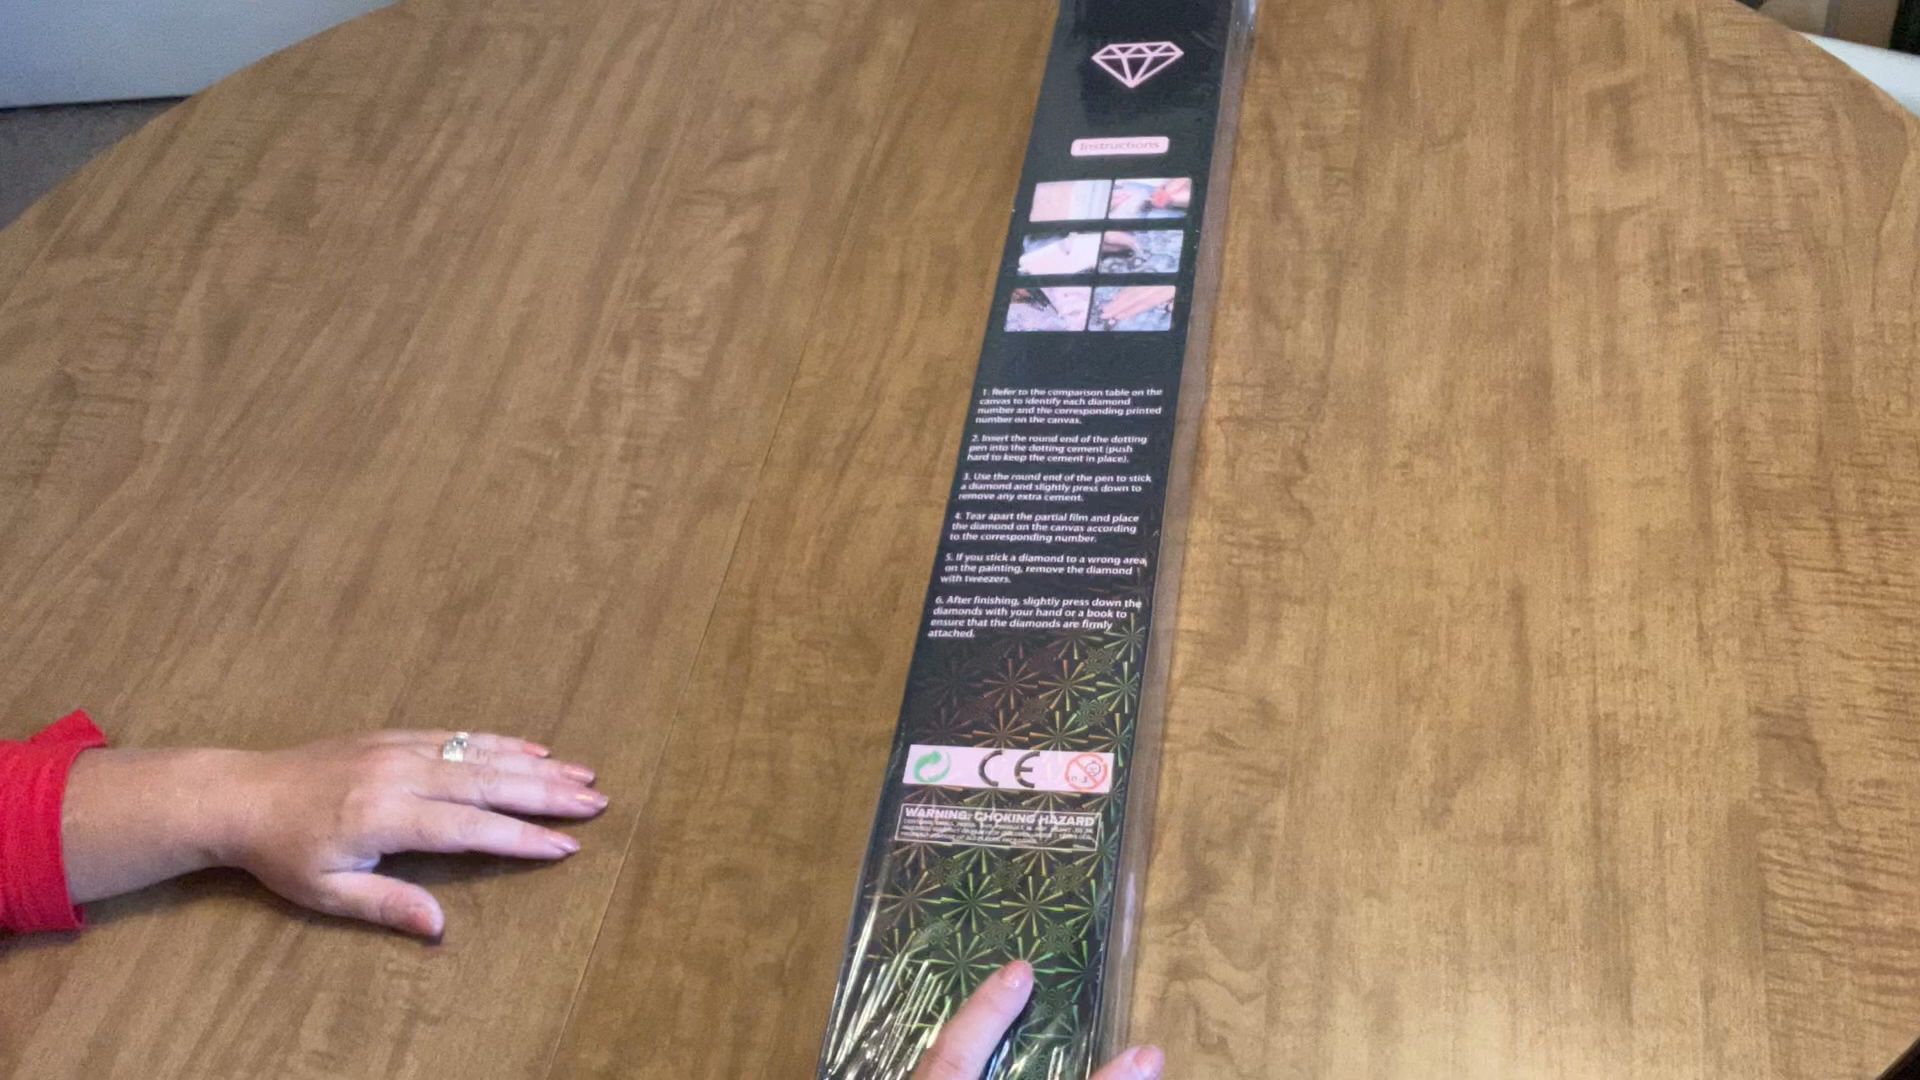 Instructions
1. Refer to the comparison table on the
canvas to identify each diamond
number and the corresponding printed
number on the canvas.
2. Insert the round end of the dotting
pen into the dotting cement (push
hard to keep the cement in place).
3. Use the round end of the pen to stick
a diamond and slightly press down to
remove any extra cement.
4. Tear apart the partial film and place
the diamond on the canvas according
to the corresponding number.
5. If you stick a diamond to a wrong area
on the painting, remove the diamond
with tweezers.
6. After finishing, slightly press down the
diamonds with your hand or a book to
ensure that the diamonds are firmly
attached.
CE
0-3
WARNING: CHOKING HAZARD